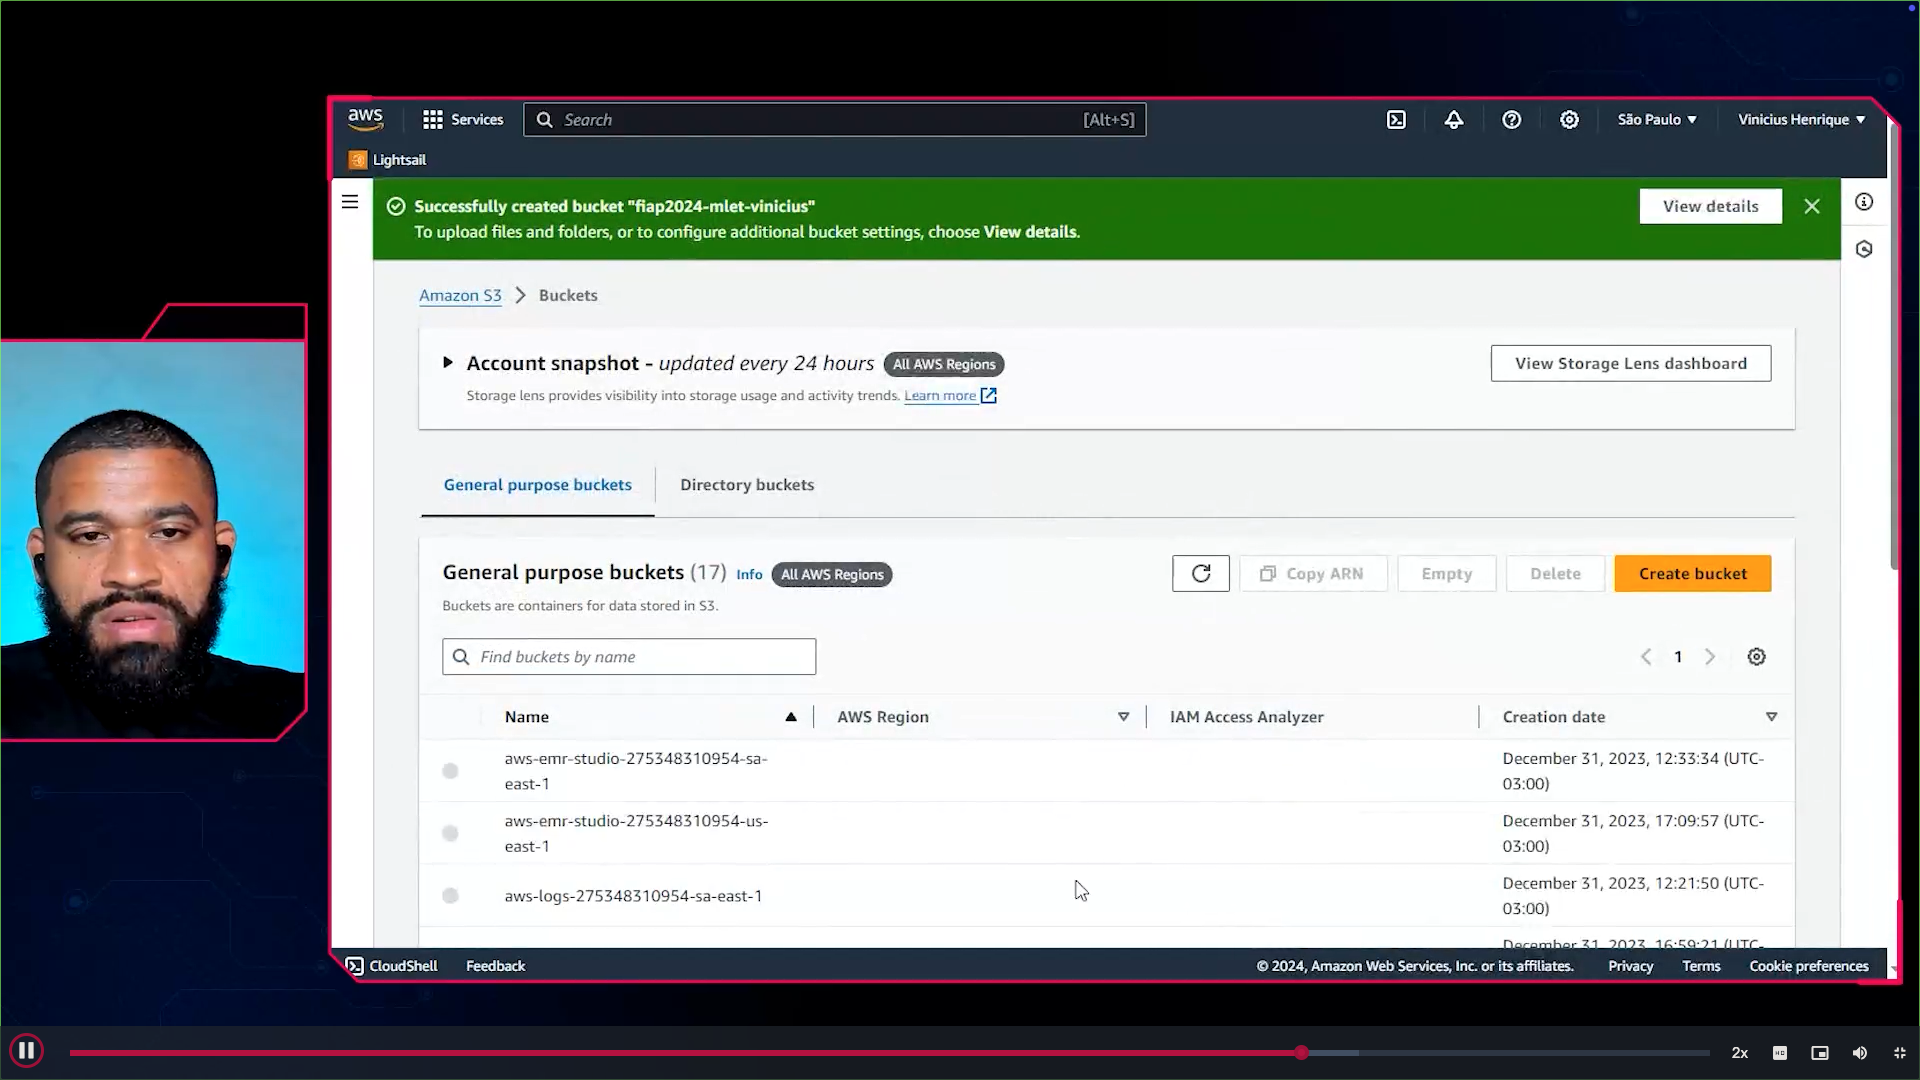 aws
Services
Search
[Alt+S]
São Paulo
Vinicius Henrique
Lightsail
Successfully created bucket "fiap2024-mlet-vinicius"
To upload files and folders, or to configure additional bucket settings, choose View details.
View details
Amazon S3
Buckets
Account snapshot - updated every 24 hours
All AWS Regions
Storage lens provides visibility into storage usage and activity trends. Learn more
View Storage Lens dashboard
General purpose buckets
Directory buckets
General purpose buckets (17)
Info
All AWS Regions
Buckets are containers for data stored in S3.
Copy ARN
Empty
Delete
Create bucket
Find buckets by name
1
Name
AWS Region
IAM Access Analyzer
Creation date
aws-emr-studio-275348310954-sa-
east-1
December 31, 2023, 12:33:34 (UTC-
03:00)
aws-emr-studio-275348310954-us-
east-1
December 31, 2023, 17:09:57 (UTC-
03:00)
aws-logs-275348310954-sa-east-1
December 31, 2023, 12:21:50 (UTC-
03:00)
December 31, 2023, 16:59:21 (UTC-
CloudShell
Feedback
© 2024, Amazon Web Services, Inc. or its affiliates.
Privacy
Terms
Cookie preferences
2x